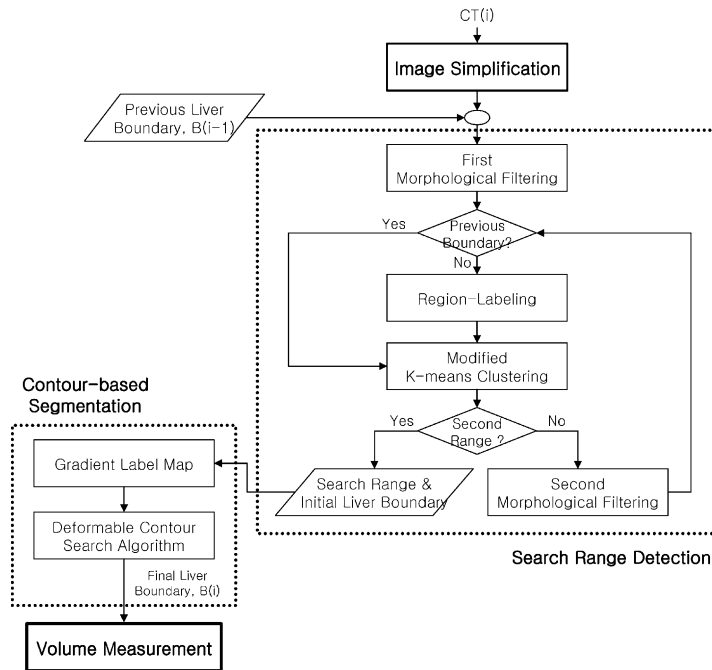 CT(i)
Image Simplification
Previous Liver
Boundary, B(i-1)
First
Morphological Filtering
Yes
Previous
Boundary?
No
Region-Labeling
Modified
K-means Clustering
Contour-based
Segmentation
Yes
Second
Range ?
No
Gradient Label Map
Search Range &
Initial Liver Boundary
Second
Morphological Filtering
Deformable Contour
Search Algorithm
Search Range Detection
Final Liver
Boundary, B(i)
Volume Measurement